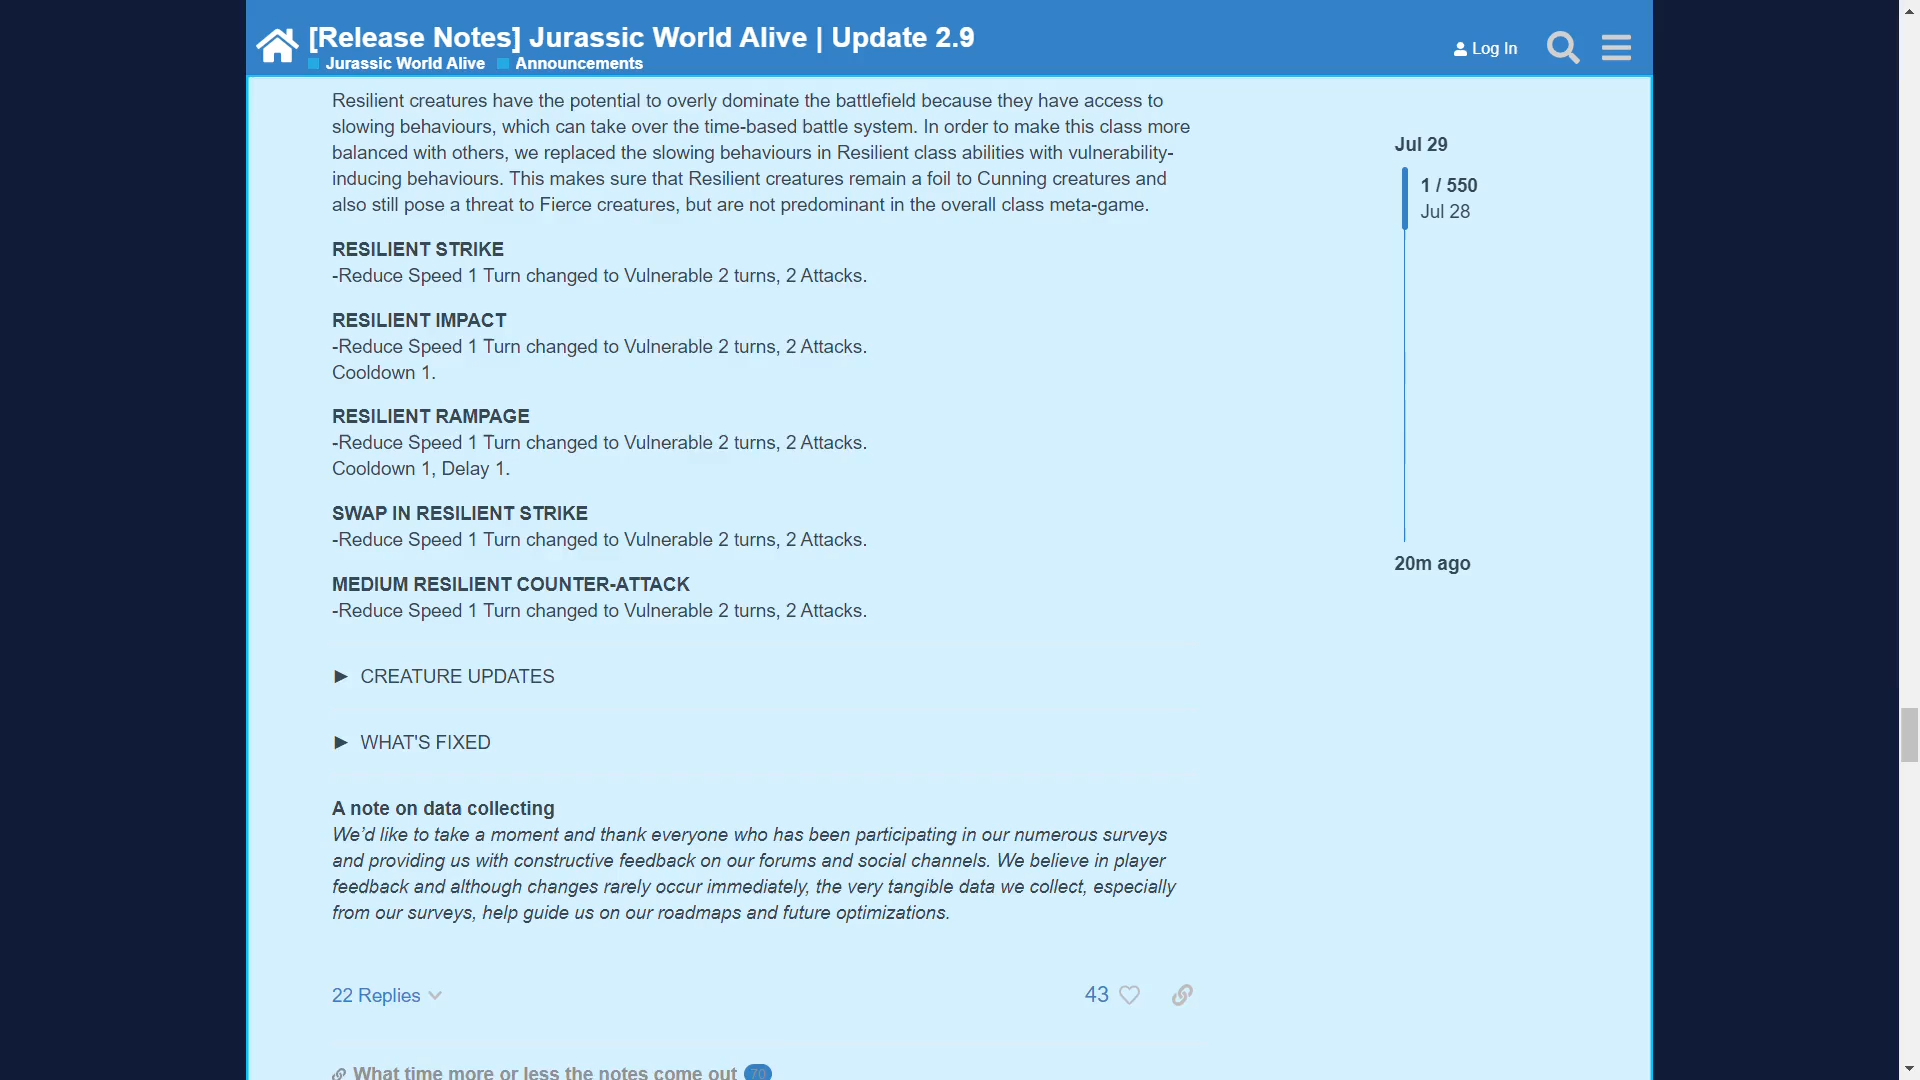 [Release Notes] Jurassic World Alive | Update 2.9
Jurassic World Alive Announcements
Log In
Resilient creatures have the potential to overly dominate the battlefield because they have access to
slowing behaviours, which can take over the time-based battle system. In order to make this class more
balanced with others, we replaced the slowing behaviours in Resilient class abilities with vulnerability-
inducing behaviours. This makes sure that Resilient creatures remain a foil to Cunning creatures and
also still pose a threat to Fierce creatures, but are not predominant in the overall class meta-game.
RESILIENT STRIKE
-Reduce Speed 1 Turn changed to Vulnerable 2 turns, 2 Attacks.
RESILIENT IMPACT
-Reduce Speed 1 Turn changed to Vulnerable 2 turns, 2 Attacks.
Cooldown 1.
RESILIENT RAMPAGE
-Reduce Speed 1 Turn changed to Vulnerable 2 turns, 2 Attacks.
Cooldown 1, Delay 1.
SWAP IN RESILIENT STRIKE
-Reduce Speed 1 Turn changed to Vulnerable 2 turns, 2 Attacks.
MEDIUM RESILIENT COUNTER-ATTACK
-Reduce Speed 1 Turn changed to Vulnerable 2 turns, 2 Attacks.
► CREATURE UPDATES
► WHAT'S FIXED
A note on data collecting
We'd like to take a moment and thank everyone who has been participating in our numerous surveys
and providing us with constructive feedback on our forums and social channels. We believe in player
feedback and although changes rarely occur immediately, the very tangible data we collect, especially
from our surveys, help guide us on our roadmaps and future optimizations.
22 Replies
43
What time more or less the notes come out 70
Jul 29
1 / 550
Jul 28
20m ago